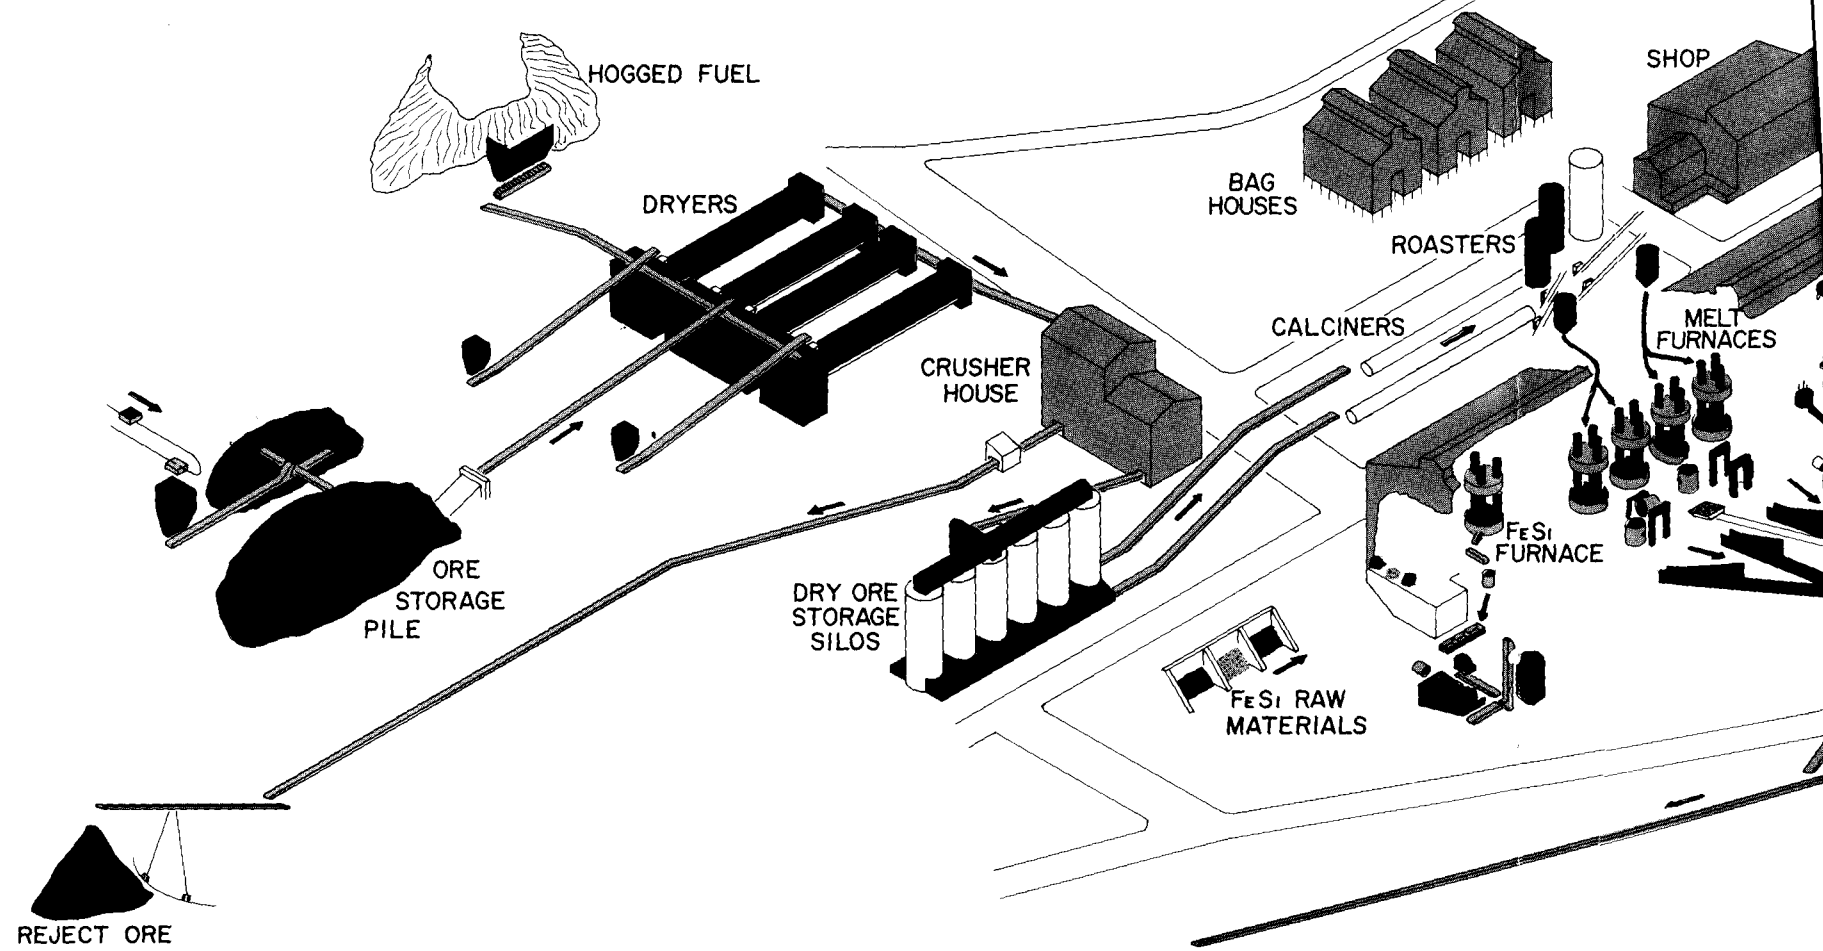 HOGGED FUEL
SHOP
DRYERS
BAG
HOUSES
ROASTERS
CALCINERS
MELT
FURNACES
CRUSHER
HOUSE
FESI
FURNACE
ORE
STORAGE
PILE
DRY ORE
STORAGE
SILOS
FESI RAW
MATERIALS
REJECT ORE